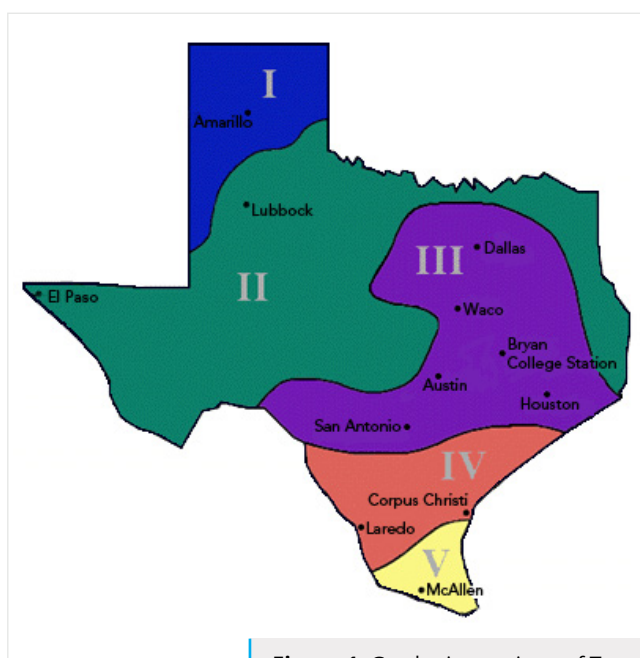 I
Amarillo
Lubbock
II
El Paso
III
Dallas
Waco
Bryan
College Station
Austin
Houston
San Antonio
IV
Corpus Christi
Laredo
V
McAllen